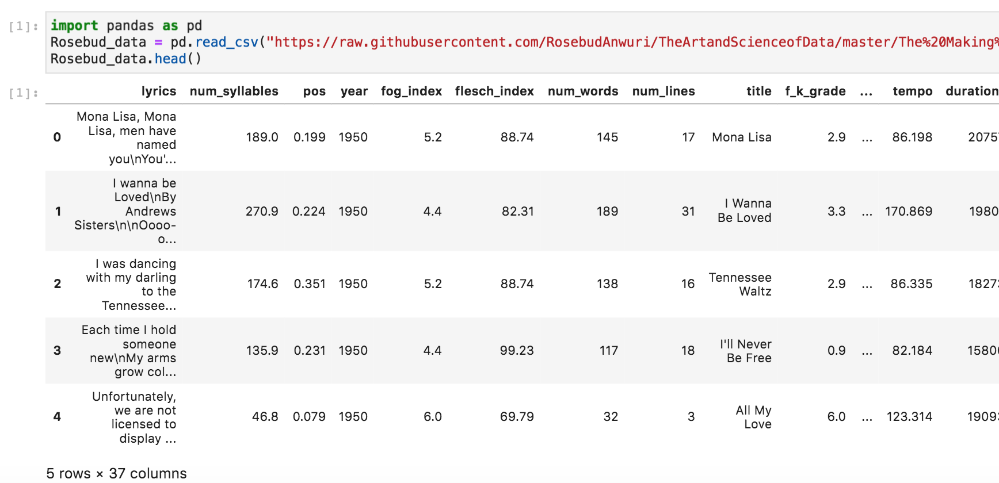 [1]: import pandas as pd
Rosebud_data = pd.read_csv("https://raw.githubusercontent.com/RosebudAnwuri/TheArtandScienceofData/master/The%20Making%
Rosebud_data.head()
[1]: lyrics num_syllables pos year fog_index flesch_index num_words num_lines title f_k_grade ... tempo duration
0 Mona Lisa, Mona Lisa, men have named you\nYou'... 189.0 0.199 1950 5.2 88.74 145 17 Mona Lisa 2.9 ... 86.198 2075
1 I wanna be Loved\nBy Andrews Sisters\n\nOooo-o... 270.9 0.224 1950 4.4 82.31 189 31 I Wanna Be Loved 3.3 ... 170.869 1980
2 I was dancing with my darling to the Tennessee... 174.6 0.351 1950 5.2 88.74 138 16 Tennessee Waltz 2.9 ... 86.335 1827
3 Each time I hold someone new\nMy arms grow col... 135.9 0.231 1950 4.4 99.23 117 18 I'll Never Be Free 0.9 ... 82.184 1580
4 Unfortunately, we are not licensed to display ... 46.8 0.079 1950 6.0 69.79 32 3 All My Love 6.0 ... 123.314 1909
5 rows × 37 columns